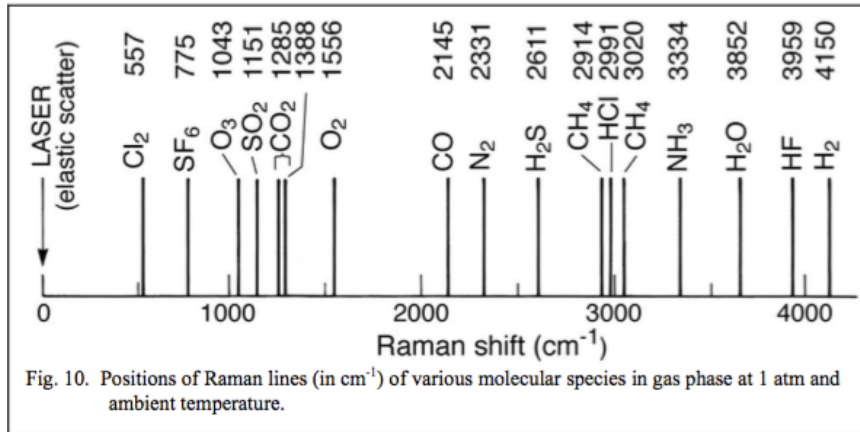 557 775 1043 1151 1285 1388 1556 2145 2331 2611 2914 2991 3020 3334 3852 3959 4150
LASER
(elastic scatter)
Cl₂ SF₆ O₃ SO₂ CO₂ O₂ CO N₂ H₂S CH₄ HCl CH₄ NH₃ H₂O HF H₂
0 1000 2000 3000 4000
Raman shift (cm⁻¹)
Fig. 10. Positions of Raman lines (in cm⁻¹) of various molecular species in gas phase at 1 atm and
ambient temperature.